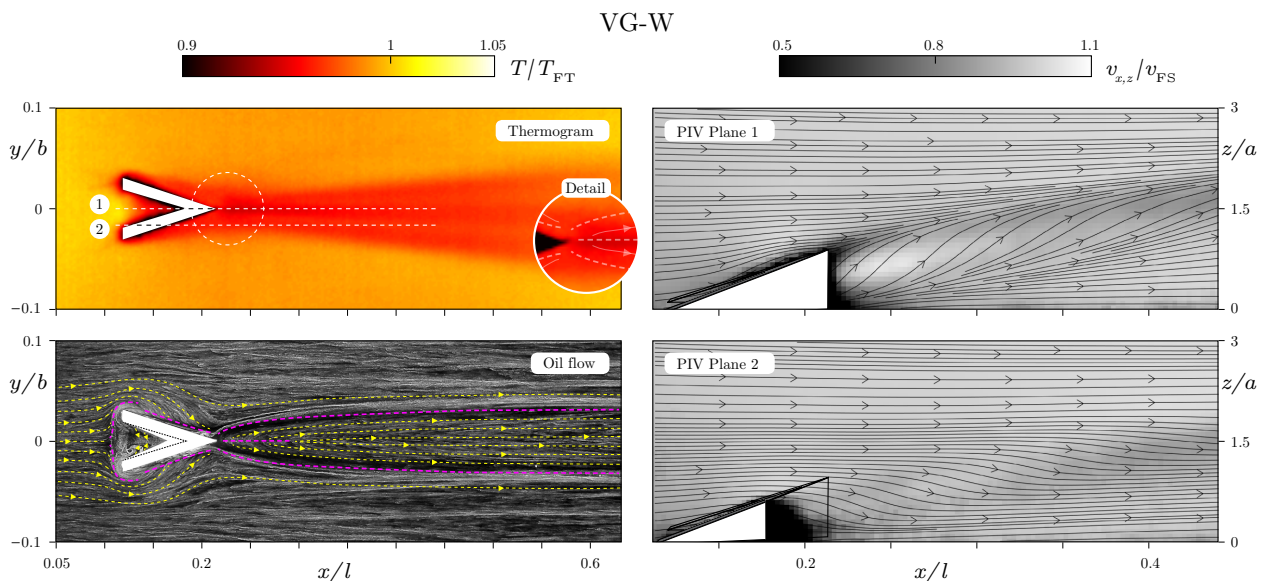 VG-W
0.9 1 1.05
T/T_FT
0.5 0.8 1.1
v_x,z/v_FS
0.1
y/b
0
−0.1
Thermogram
1
2
Detail
PIV Plane 1
3
z/a
1.5
0
0.1
y/b
0
−0.1
Oil flow
0.05 0.2 0.6
x/l
PIV Plane 2
3
z/a
1.5
0
0.2 0.4
x/l